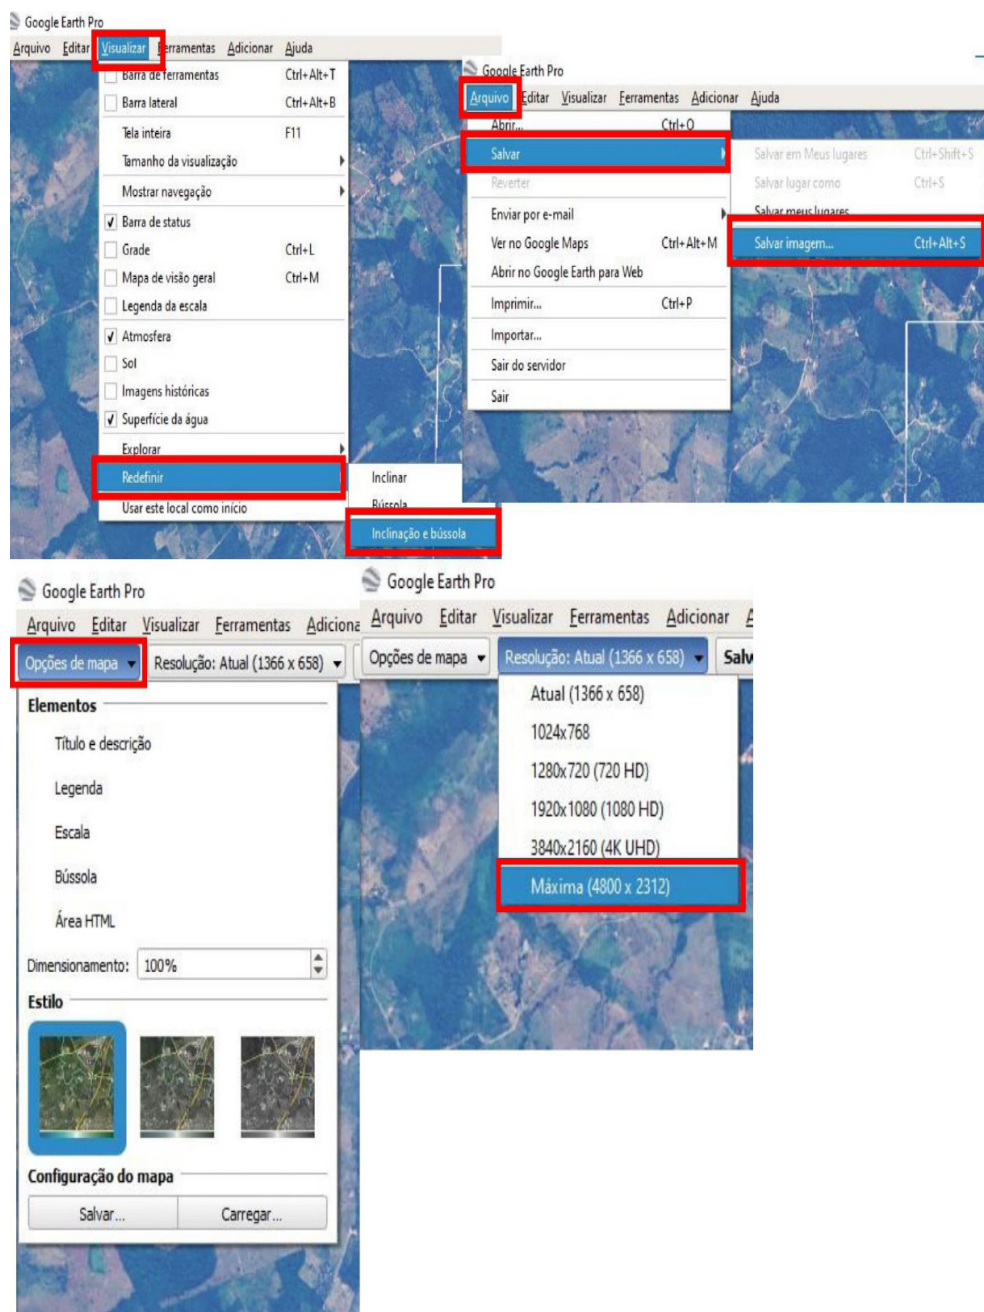 Google Earth Pro
Arquivo Editar Visualizar Ferramentas Adicionar Ajuda
Barra de ferramentas Ctrl+Alt+T
Barra lateral Ctrl+Alt+B
Tela inteira F11
Tamanho da visualização
Mostrar navegação
Barra de status
Grade Ctrl+L
Mapa de visão geral Ctrl+M
Legenda da escala
Atmosfera
Sol
Imagens históricas
Superfície da água
Explorar
Redefinir
Usar este local como início
Inclinar
Bússola
Inclinação e bússola
Google Earth Pro
Arquivo Editar Visualizar Ferramentas Adicionar Ajuda
Abrir... Ctrl+O
Salvar
Reverter
Enviar por e-mail
Ver no Google Maps Ctrl+Alt+M
Abrir no Google Earth para Web
Imprimir... Ctrl+P
Importar...
Sair do servidor
Sair
Salvar em Meus lugares Ctrl+Shift+S
Salvar lugar como Ctrl+S
Salvar meus lugares
Salvar imagem... Ctrl+Alt+S
Google Earth Pro
Arquivo Editar Visualizar Ferramentas Adiciona
Opções de mapa Resolução: Atual (1366 x 658)
Elementos
Título e descrição
Legenda
Escala
Bússola
Área HTML
Dimensionamento: 100%
Estilo
Configuração do mapa
Salvar... Carregar...
Google Earth Pro
Arquivo Editar Visualizar Ferramentas Adicionar A
Opções de mapa Resolução: Atual (1366 x 658) Salv
Atual (1366 x 658)
1024x768
1280x720 (720 HD)
1920x1080 (1080 HD)
3840x2160 (4K UHD)
Máxima (4800 x 2312)